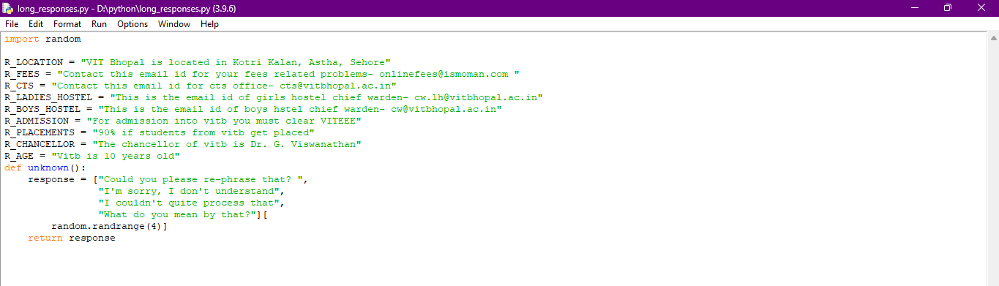 long_responses.py - D:\python\long_responses.py (3.9.6)
File Edit Format Run Options Window Help
import random

R_LOCATION = "VIT Bhopal is located in Kotri Kalan, Astha, Sehore"
R_FEES = "Contact this email id for your fees related problems- onlinefees@ismoman.com "
R_CTS = "Contact this email id for cts office- cts@vitbhopal.ac.in"
R_LADIES_HOSTEL = "This is the email id of girls hostel chief warden- cw.lh@vitbhopal.ac.in"
R_BOYS_HOSTEL = "This is the email id of boys hstel chief warden- cw@vitbhopal.ac.in"
R_ADMISSION = "For admission into vitb you must clear VITEEE"
R_PLACEMENTS = "90% if students from vitb get placed"
R_CHANCELLOR = "The chancellor of vitb is Dr. G. Viswanathan"
R_AGE = "Vitb is 10 years old"
def unknown():
    response = ["Could you please re-phrase that? ",
                "I'm sorry, I don't understand",
                "I couldn't quite process that",
                "What do you mean by that?"][
        random.randrange(4)]
    return response